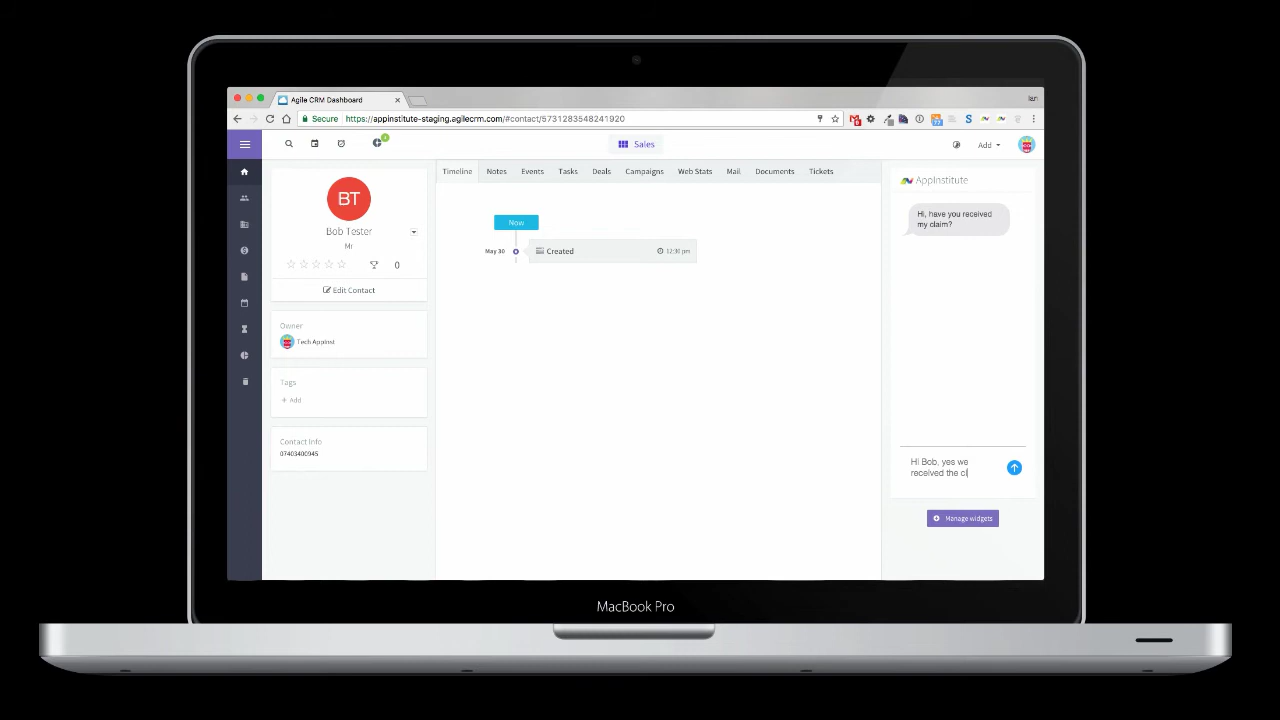 Agile CRM Dashboard
Ian
Secure
https://appinstitute-staging.agilecrm.com/#contact/5731283548241920
Sales
Add
BT
Bob Tester
Mr
0
Edit Contact
Owner
Tech AppInst
Tags
+ Add
Contact Info
07403400945
Timeline
Notes
Events
Tasks
Deals
Campaigns
Web Stats
Mail
Documents
Tickets
Now
May 30
Created
12:30 pm
AppInstitute
Hi, have you received
my claim?
Hi Bob, yes we
received the cl
Manage widgets
MacBook Pro